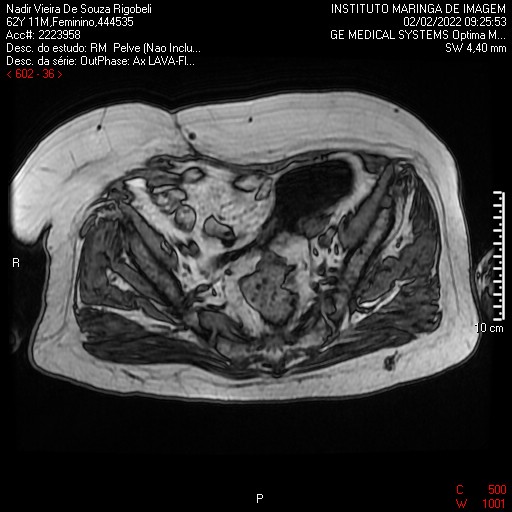 Nadir Vieira De Souza Rigobeli
62Y 11M,Feminino,444535
Acc#: 2223958
Desc. do estudo: RM Pelve (Nao Inclu...
Desc. da série: OutPhase: Ax LAVA-Fl...
< 602 - 36 >
INSTITUTO MARINGA DE IMAGEM
02/02/2022 09:25:53
GE MEDICAL SYSTEMS Optima M...
SW 4,40 mm
R
10 cm
P
C 500
W 1001